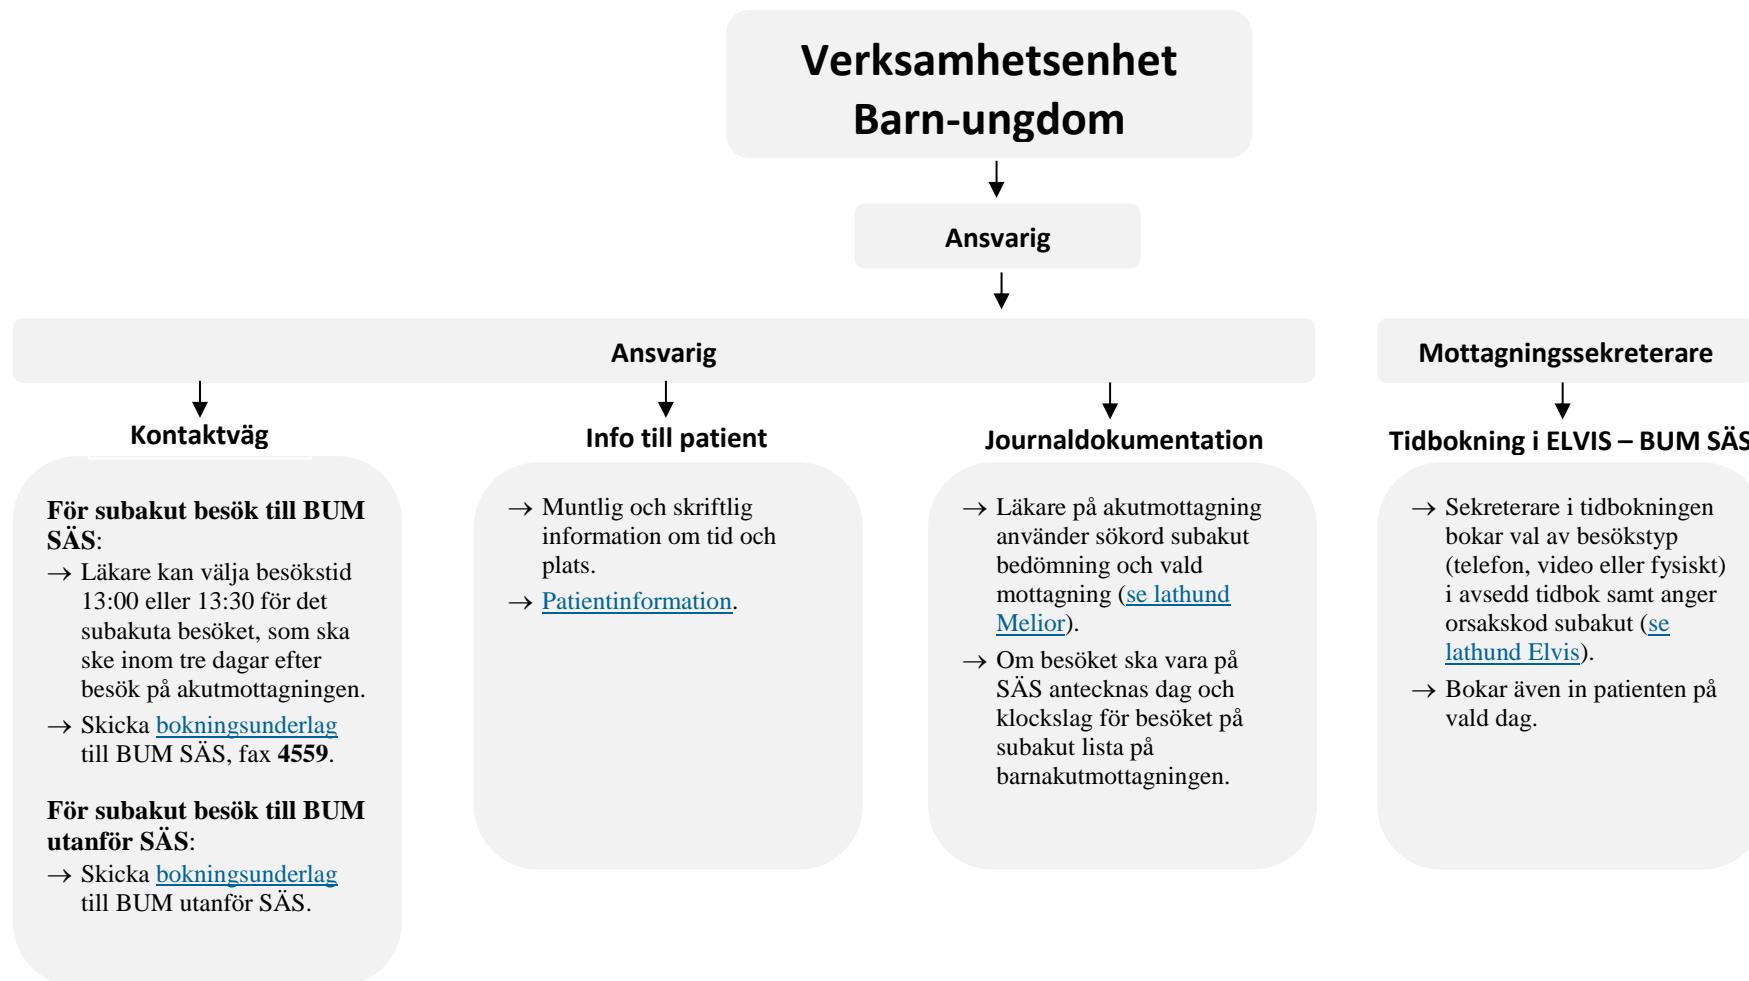 Verksamhetsenhet
Barn-ungdom
Ansvarig
Ansvarig
Mottagningssekreterare
Kontaktväg
För subakut besök till BUM
SÄS:
→ Läkare kan välja besökstid
13:00 eller 13:30 för det
subakuta besöket, som ska
ske inom tre dagar efter
besök på akutmottagningen.
→ Skicka bokningsunderlag
till BUM SÄS, fax 4559.
För subakut besök till BUM
utanför SÄS:
→ Skicka bokningsunderlag
till BUM utanför SÄS.
Info till patient
→ Muntlig och skriftlig
information om tid och
plats.
→ Patientinformation.
Journaldokumentation
→ Läkare på akutmottagning
använder sökord subakut
bedömning och vald
mottagning (se lathund
Melior).
→ Om besöket ska vara på
SÄS antecknas dag och
klockslag för besöket på
subakut lista på
barnakutmottagningen.
Tidbokning i ELVIS – BUM SÄS
→ Sekreterare i tidbokningen
bokar val av besökstyp
(telefon, video eller fysiskt)
i avsedd tidbok samt anger
orsakskod subakut (se
lathund Elvis).
→ Bokar även in patienten på
vald dag.